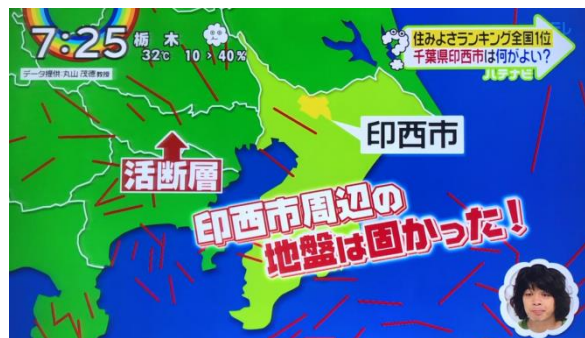 7:25
栃木
32℃ 10 > 40%
データ提供:丸山 茂徳教授
住みよさランキング全国1位
千葉県印西市は何がよい?
ハテナビ
印西市
活断層
印西市周辺の
地盤は固かった!